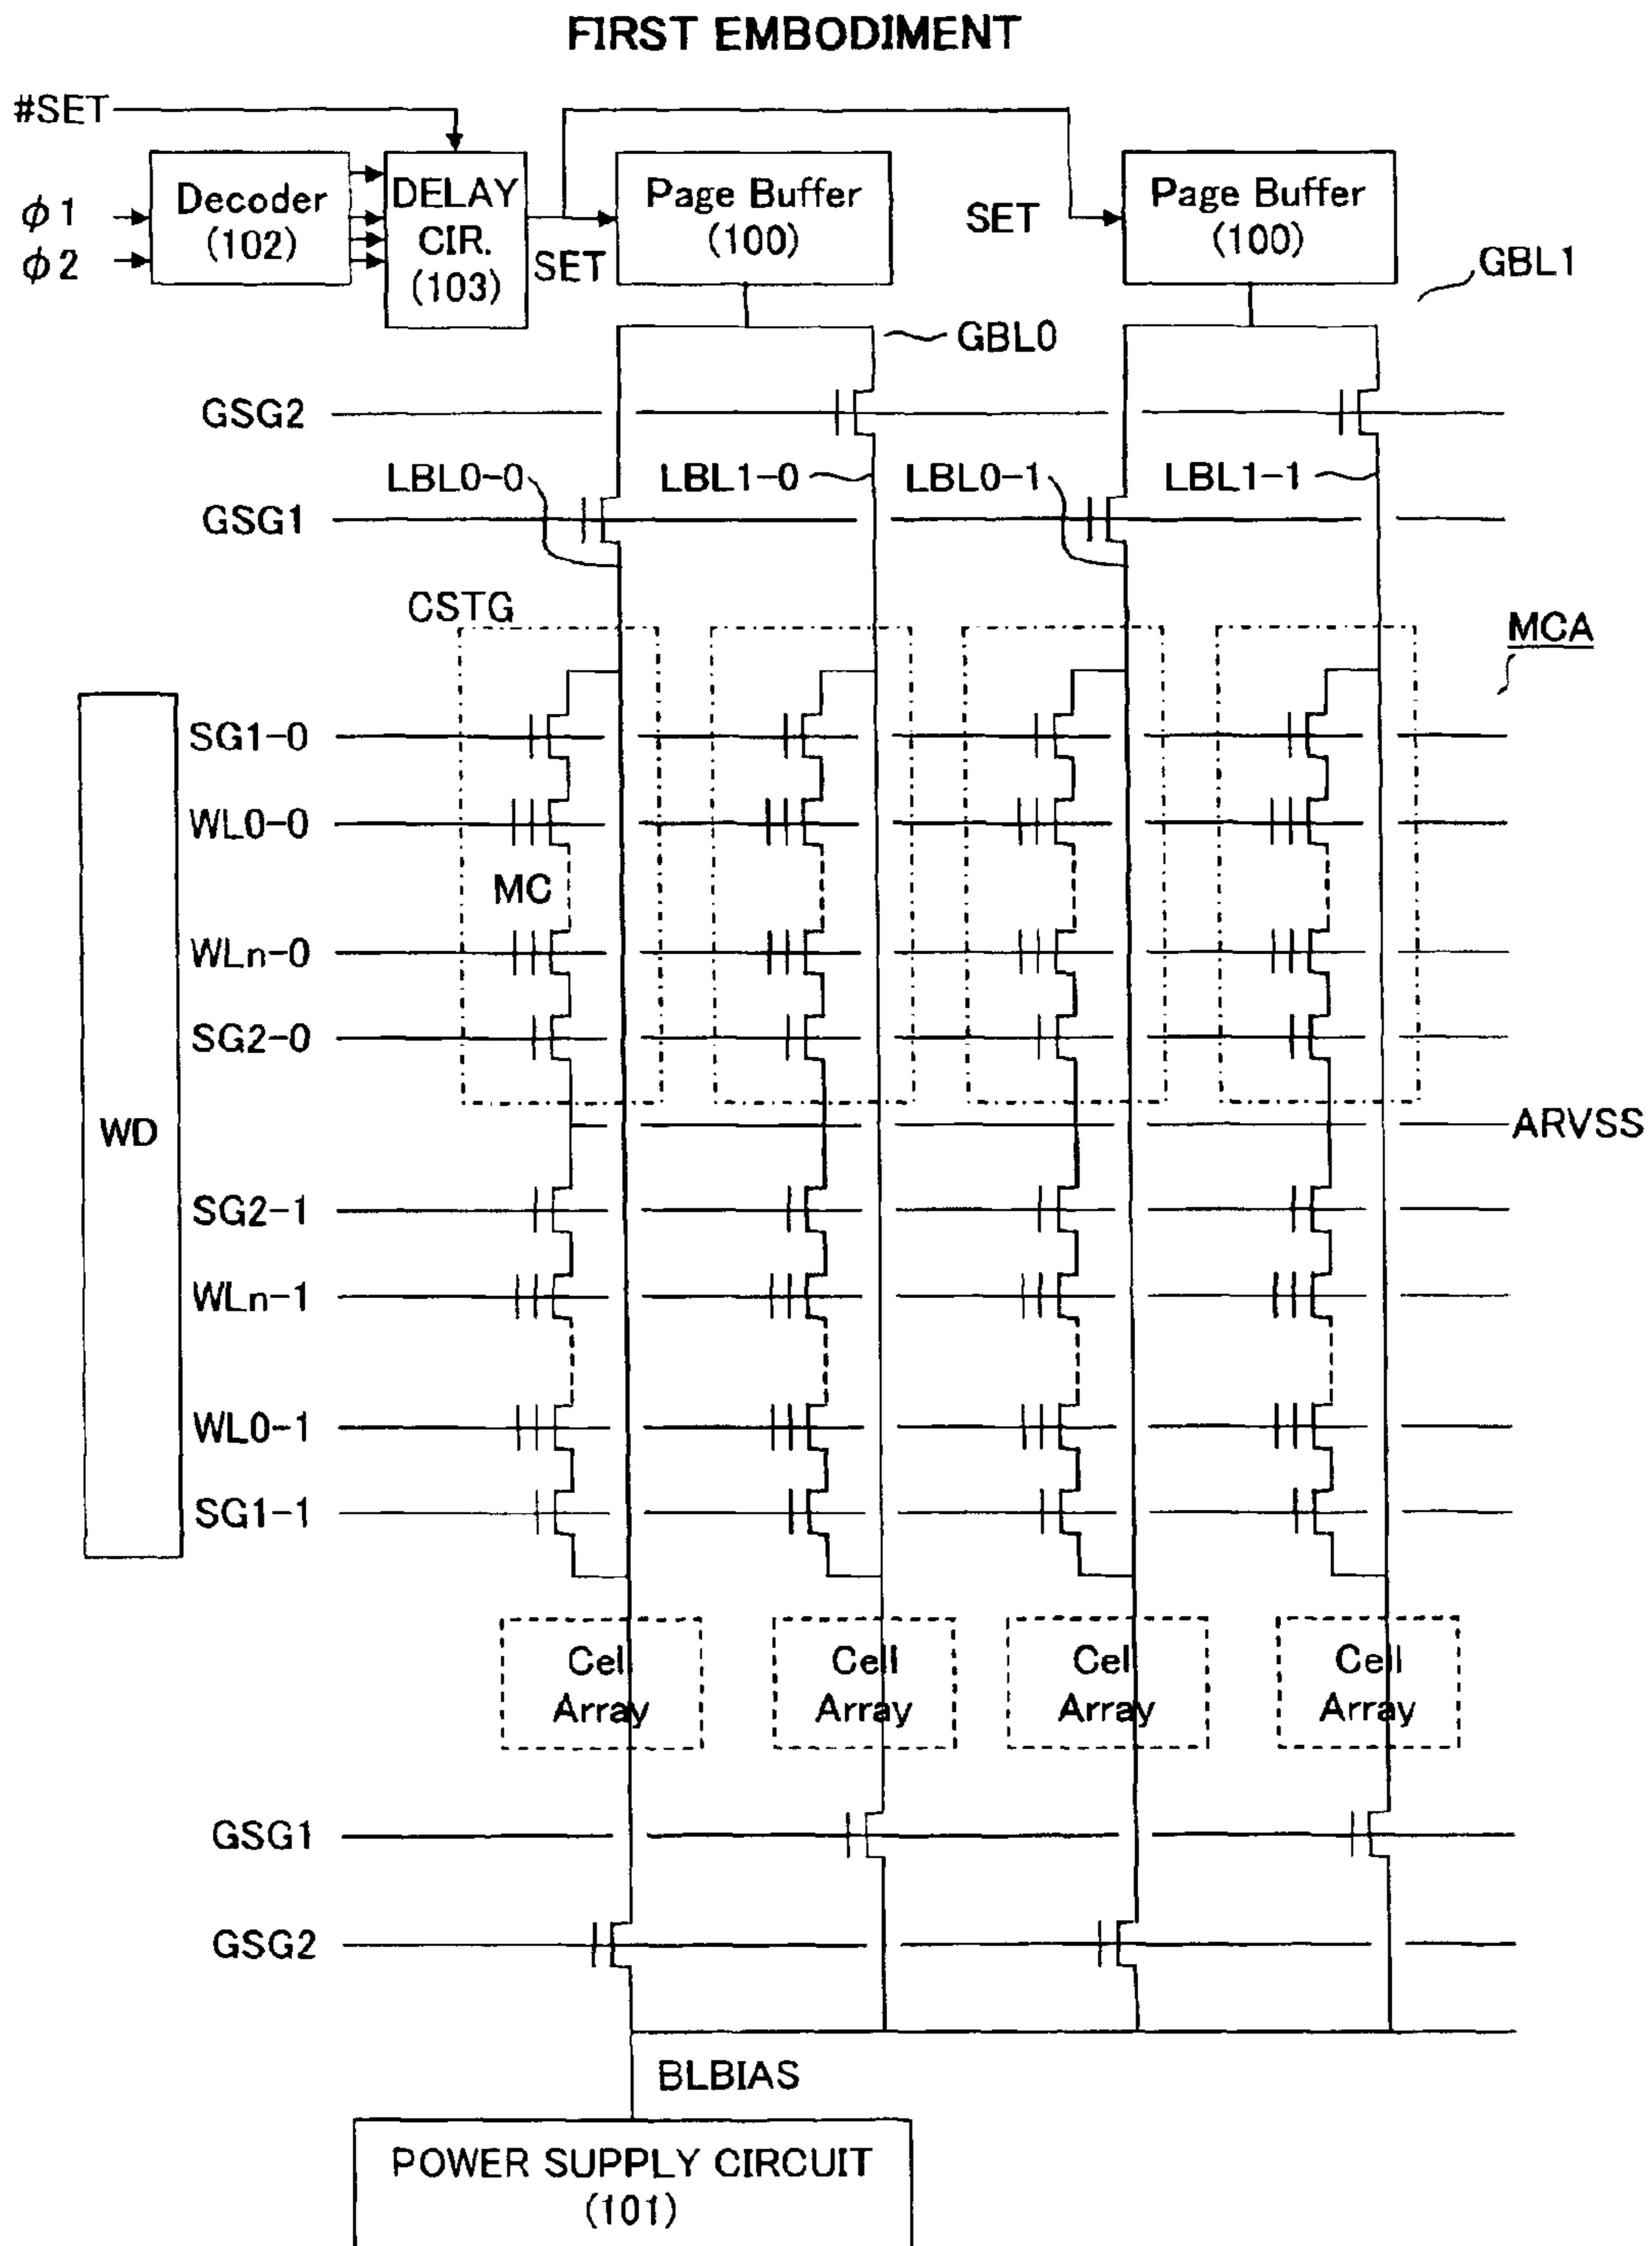 FIRST EMBODIMENT
#SET
ϕ1
ϕ2
Decoder
(102)
DELAY
CIR.
(103)
SET
Page Buffer
(100)
SET
Page Buffer
(100)
GBL1
GBL0
GSG2
LBL0-0
LBL1-0
LBL0-1
LBL1-1
GSG1
CSTG
MCA
SG1-0
WL0-0
MC
WLn-0
SG2-0
WD
ARVSS
SG2-1
WLn-1
WL0-1
SG1-1
Cell
Array
Cell
Array
Cell
Array
Cell
Array
GSG1
GSG2
BLBIAS
POWER SUPPLY CIRCUIT
(101)